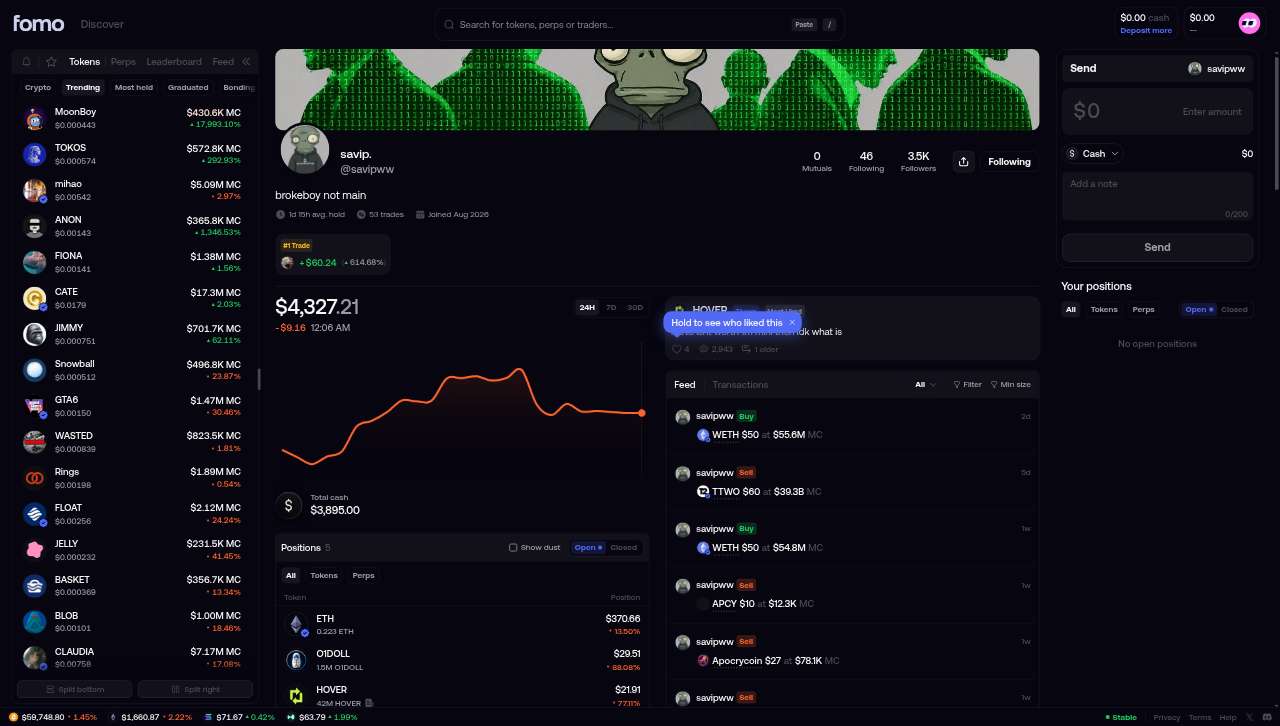 fomo
Discover
Search for tokens, perps or traders...
Paste
/
$0.00 cash
Deposit more
$0.00
—
Tokens Perps Leaderboard Feed
Crypto Trending Most held Graduated Bonding
MoonBoy $430.6K MC
$0.000443 17,993.10%
TOKOS $572.8K MC
$0.000574 292.93%
mihao $5.09M MC
$0.00542 2.97%
ANON $365.8K MC
$0.00143 1,346.53%
FIONA $1.38M MC
$0.00141 1.56%
CATE $17.3M MC
$0.0179 2.03%
JIMMY $701.7K MC
$0.000751 62.11%
Snowball $496.8K MC
$0.000512 23.87%
GTA6 $1.47M MC
$0.00150 30.46%
WASTED $823.5K MC
$0.000839 1.81%
Rings $1.89M MC
$0.00198 0.54%
FLOAT $2.12M MC
$0.00256 24.24%
JELLY $231.5K MC
$0.000232 41.45%
BASKET $356.7K MC
$0.000369 13.34%
BLOB $1.00M MC
$0.00101 18.46%
CLAUDIA $7.17M MC
$0.00758 17.08%
Split bottom Split right
savip.
@savipww
0 Mutuals
46 Following
3.5K Followers
Following
brokeboy not main
1d 15h avg. hold 53 trades Joined Aug 2026
#1 Trade
+$60.24 614.68%
$4,327.21
24H 7D 30D
-$9.16 12:06 AM
Total cash
$3,895.00
Positions 5
Show dust Open Closed
All Tokens Perps
Token Position
ETH $370.66
0.223 ETH 13.50%
O1DOLL $29.51
1.5M O1DOLL 88.08%
HOVER $21.91
42M HOVER 77.11%
HOVER
Hold to see who liked this ×
idk what is
4 2,943 1 older
Feed Transactions
All Filter Min size
savipww Buy 2d
WETH $50 at $55.6M MC
savipww Sell 5d
TTWO $60 at $39.3B MC
savipww Buy 1w
WETH $50 at $54.8M MC
savipww Sell 1w
APCY $10 at $12.3K MC
savipww Sell 1w
Apocrycoin $27 at $78.1K MC
savipww Sell 1w
Send savipww
$0 Enter amount
$ Cash $0
Add a note
0/200
Send
Your positions
All Tokens Perps Open Closed
No open positions
$59,748.80 1.45% $1,660.87 2.22% $71.67 0.42% $63.79 1.99%
Stable Privacy Terms Help